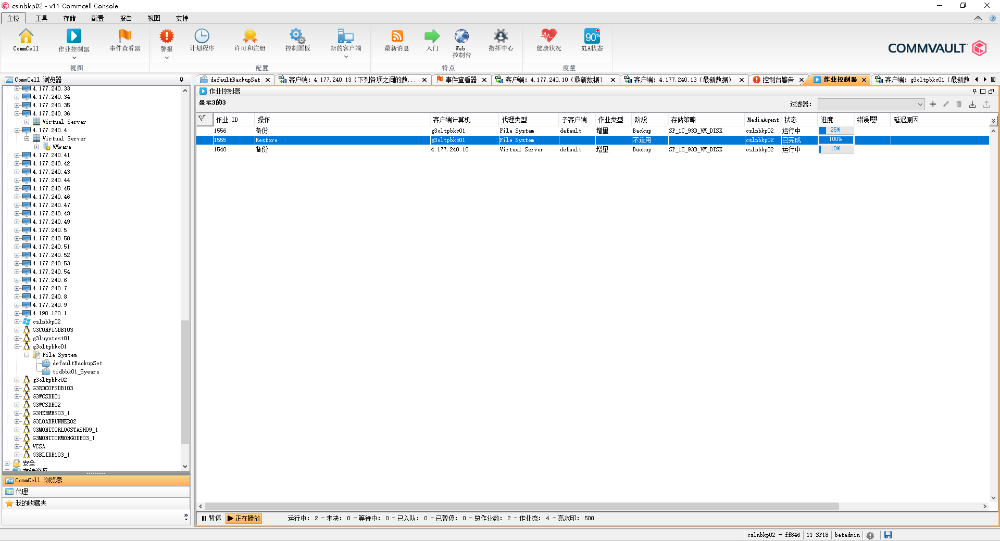 cslnbkp02 - v11 Commcell Console
主位 工具 存储 配置 报告 视图 支持
CommCell 作业控制器 事件查看器 警报 计划程序 许可和注册 控制面板 新的客户端 最新消息 入门 Web 控制台 指挥中心 健康状况 90% SLA状态
COMMVAULT
视图 配置 特点 度量
CommCell 浏览器
4.177.240.33
4.177.240.34
4.177.240.35
4.177.240.36
Virtual Server
4.177.240.4
Virtual Server
VMware
4.177.240.41
4.177.240.42
4.177.240.43
4.177.240.44
4.177.240.45
4.177.240.46
4.177.240.47
4.177.240.48
4.177.240.49
4.177.240.5
4.177.240.50
4.177.240.51
4.177.240.52
4.177.240.53
4.177.240.54
4.177.240.6
4.177.240.7
4.177.240.8
4.177.240.9
4.190.120.1
cslnbkp02
G3CONFIGDB103
g3luyutest01
g3oltpbkc01
File System
defaultBackupSet
tidbbk01_5years
g3oltpbkc02
G3RDCOPSDB103
G3WCSDB01
G3WCSDB02
G3HERMES03_1
G3LOADRUNNER02
G3MONITORLOGSTASH09_1
G3MONITORMONGODB03_1
VCSA
G3BLIDB103_1
安全
存储资源
CommCell 浏览器
代理
我的收藏夹
defaultBackupSet 客户端: 4.177.240.13 (下列各项之间的数... 事件查看器 客户端: 4.177.240.10 (最新数据) 客户端: 4.177.240.13 (最新数据) 控制台警告 作业控制器 客户端: g3oltpbkc01 (最新数
作业控制器
显示3的3
过滤器:
作业 ID 操作 客户端计算机 代理类型 子客户端 作业类型 阶段 存储策略 MediaAgent 状态 进度 错误 延迟原因
1556 备份 g3oltpbkc01 File System default 增量 Backup SP_1C_93D_VM_DISK cslnbkp02 运行中 25%
1555 Restore g3oltpbkc01 File System 不适用 cslnbkp02 已完成 100%
1540 备份 4.177.240.10 Virtual Server default 增量 Backup SP_1C_93D_VM_DISK cslnbkp02 运行中 10%
暂停 正在播放 运行中: 2 - 未决: 0 - 等待中: 0 - 已入队: 0 - 已暂停: 0 - 总作业数: 2 - 作业流: 4 - 高水印: 500
cslnbkp02 - ff846 11 SP18 betadmin